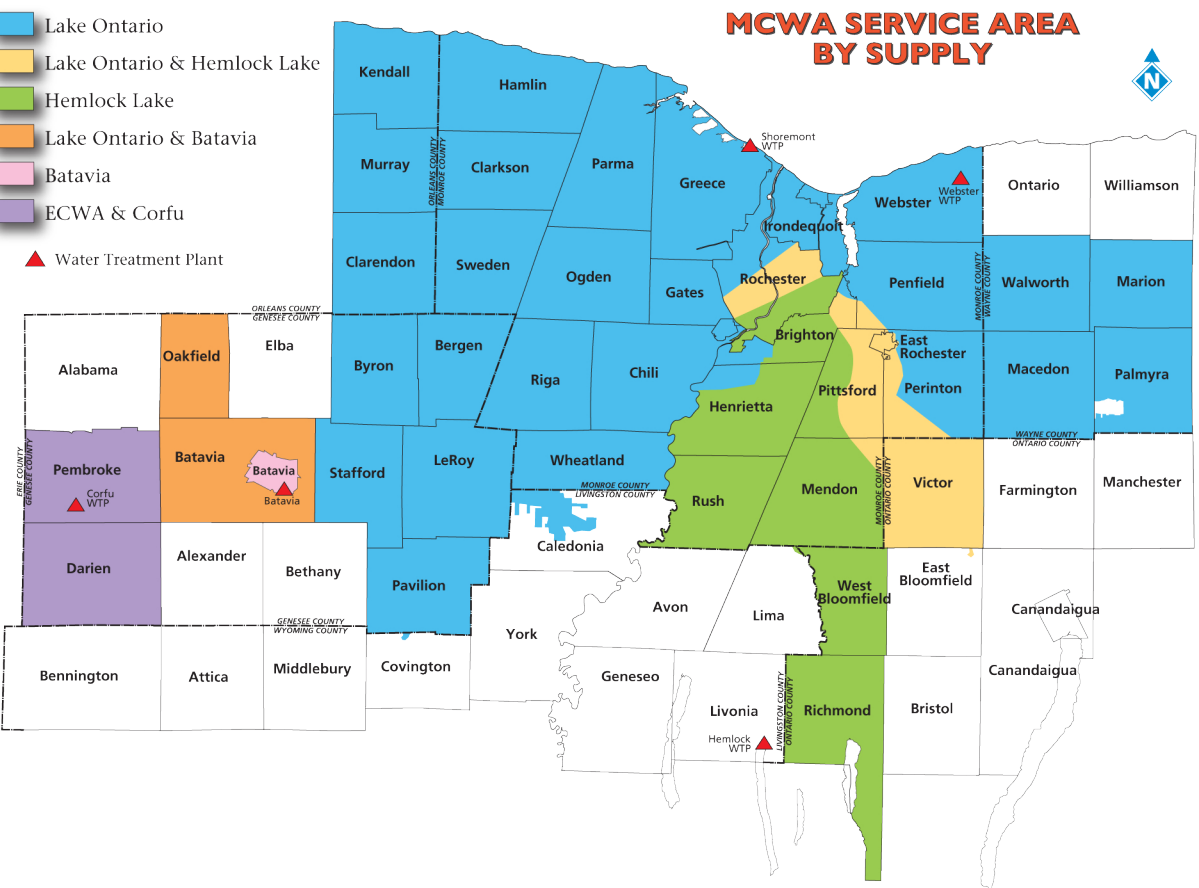 MCWA SERVICE AREA
BY SUPPLY
N
Lake Ontario
Lake Ontario & Hemlock Lake
Hemlock Lake
Lake Ontario & Batavia
Batavia
ECWA & Corfu
Water Treatment Plant
Kendall
Hamlin
Murray
Clarkson
Parma
Greece
Shoremont
WTP
ORLEANS COUNTY
MONROE COUNTY
Irondequoit
Webster
Webster
WTP
Ontario
Williamson
Clarendon
Sweden
Ogden
Gates
Rochester
Penfield
MONROE COUNTY
WAYNE COUNTY
Walworth
Marion
ORLEANS COUNTY
GENESEE COUNTY
Alabama
Oakfield
Elba
Byron
Bergen
Riga
Chili
Brighton
East
Rochester
Perinton
Macedon
Palmyra
Henrietta
Pittsford
WAYNE COUNTY
ONTARIO COUNTY
ERIE COUNTY
GENESEE COUNTY
Pembroke
Corfu
WTP
Batavia
Batavia
Batavia
Stafford
LeRoy
Wheatland
MONROE COUNTY
LIVINGSTON COUNTY
Rush
Mendon
MONROE COUNTY
ONTARIO COUNTY
Victor
Farmington
Manchester
Darien
Alexander
Bethany
Pavilion
Caledonia
Avon
Lima
West
Bloomfield
East
Bloomfield
Canandaigua
GENESEE COUNTY
WYOMING COUNTY
Bennington
Attica
Middlebury
Covington
York
Geneseo
Livonia
Hemlock
WTP
LIVINGSTON COUNTY
ONTARIO COUNTY
Richmond
Bristol
Canandaigua